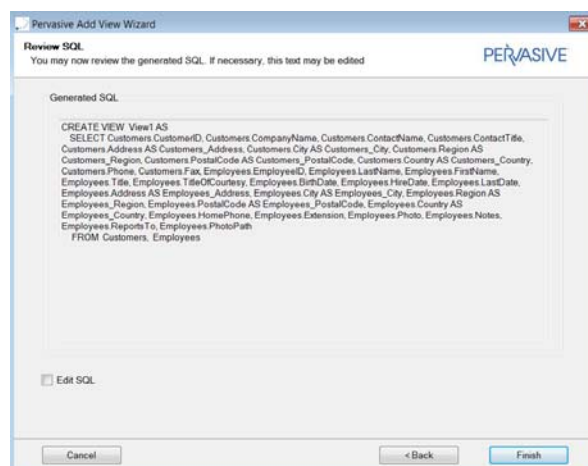 Pervasive Add View Wizard
Review SQL
You may now review the generated SQL. If necessary, this text may be edited
PERVASIVE
Generated SQL
CREATE VIEW View1 AS
SELECT Customers.CustomerID, Customers.CompanyName, Customers.ContactName, Customers.ContactTitle,
Customers.Address AS Customers_Address, Customers.City AS Customers_City, Customers.Region AS
Customers_Region, Customers.PostalCode AS Customers_PostalCode, Customers.Country AS Customers_Country,
Customers.Phone, Customers.Fax, Employees.EmployeeID, Employees.LastName, Employees.FirstName,
Employees.Title, Employees.TitleOfCourtesy, Employees.BirthDate, Employees.HireDate, Employees.LastDate,
Employees.Address AS Employees_Address, Employees.City AS Employees_City, Employees.Region AS
Employees_Region, Employees.PostalCode AS Employees_PostalCode, Employees.Country AS
Employees_Country, Employees.HomePhone, Employees.Extension, Employees.Photo, Employees.Notes,
Employees.ReportsTo, Employees.PhotoPath
FROM Customers, Employees
Edit SQL
Cancel
< Back
Finish